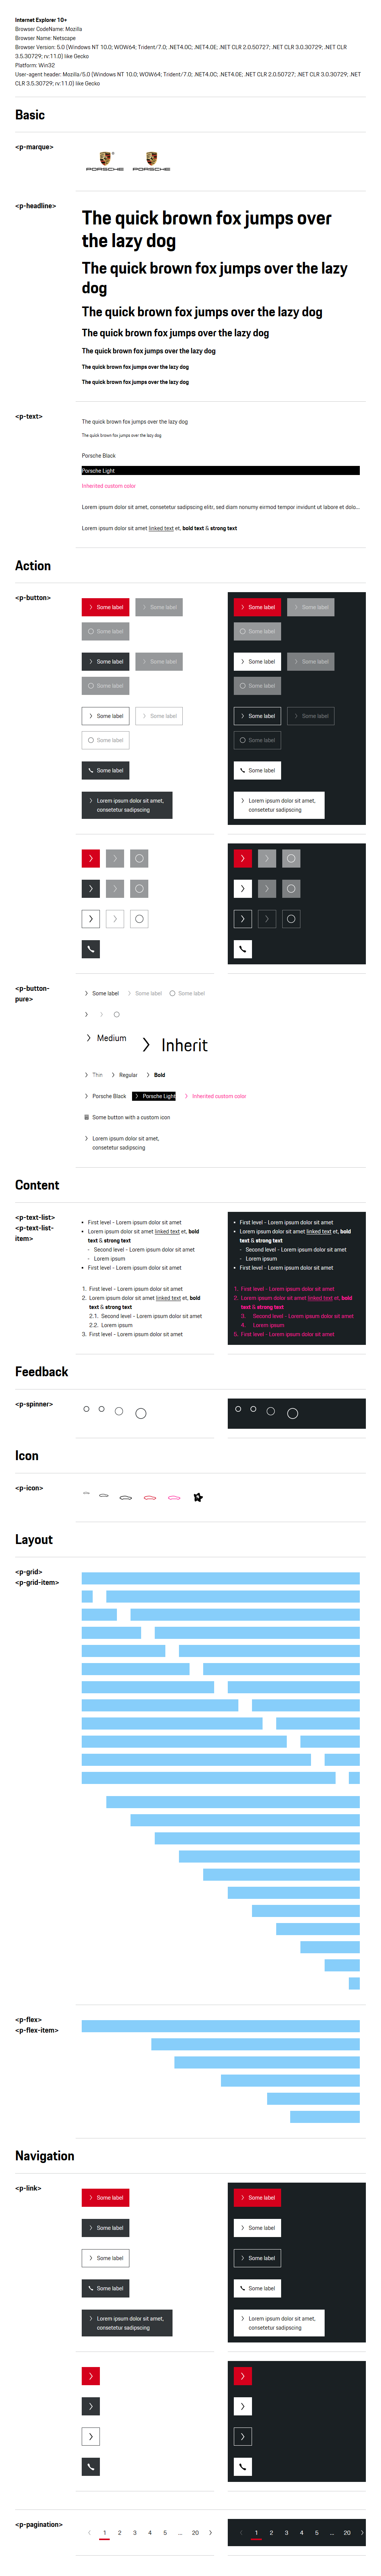 Internet Explorer 10+
Browser CodeName: Mozilla
Browser Name: Netscape
Browser Version: 5.0 (Windows NT 10.0; WOW64; Trident/7.0; .NET4.0C; .NET4.0E; .NET CLR 2.0.50727; .NET CLR 3.0.30729; .NET CLR
3.5.30729; rv:11.0) like Gecko
Platform: Win32
User-agent header: Mozilla/5.0 (Windows NT 10.0; WOW64; Trident/7.0; .NET4.0C; .NET4.0E; .NET CLR 2.0.50727; .NET CLR 3.0.30729; .NET
CLR 3.5.30729; rv:11.0) like Gecko
Basic
<p-marque>
PORSCHE PORSCHE
<p-headline>
The quick brown fox jumps over
the lazy dog
The quick brown fox jumps over the lazy
dog
The quick brown fox jumps over the lazy dog
The quick brown fox jumps over the lazy dog
The quick brown fox jumps over the lazy dog
The quick brown fox jumps over the lazy dog
The quick brown fox jumps over the lazy dog
<p-text>
The quick brown fox jumps over the lazy dog
The quick brown fox jumps over the lazy dog
Porsche Black
Porsche Light
Inherited custom color
Lorem ipsum dolor sit amet, consetetur sadipscing elitr, sed diam nonumy eirmod tempor invidunt ut labore et dolo...
Lorem ipsum dolor sit amet linked text et, bold text & strong text
Action
<p-button>
Some label Some label Some label Some label
Some label Some label
Some label Some label Some label Some label
Some label Some label
Some label Some label Some label Some label
Some label Some label
Some label Some label
Lorem ipsum dolor sit amet, Lorem ipsum dolor sit amet,
consetetur sadipscing consetetur sadipscing
<p-button-
pure>
Some label Some label Some label
Medium Inherit
Thin Regular Bold
Porsche Black Porsche Light Inherited custom color
Some button with a custom icon
Lorem ipsum dolor sit amet,
consetetur sadipscing
Content
<p-text-list>
<p-text-list-
item>
• First level - Lorem ipsum dolor sit amet
• Lorem ipsum dolor sit amet linked text et, bold
text & strong text
- Second level - Lorem ipsum dolor sit amet
- Lorem ipsum
• First level - Lorem ipsum dolor sit amet
1. First level - Lorem ipsum dolor sit amet
2. Lorem ipsum dolor sit amet linked text et, bold
text & strong text
2.1. Second level - Lorem ipsum dolor sit amet
2.2. Lorem ipsum
3. First level - Lorem ipsum dolor sit amet
• First level - Lorem ipsum dolor sit amet
• Lorem ipsum dolor sit amet linked text et, bold
text & strong text
- Second level - Lorem ipsum dolor sit amet
- Lorem ipsum
• First level - Lorem ipsum dolor sit amet
1. First level - Lorem ipsum dolor sit amet
2. Lorem ipsum dolor sit amet linked text et, bold
text & strong text
3. Second level - Lorem ipsum dolor sit amet
4. Lorem ipsum
5. First level - Lorem ipsum dolor sit amet
Feedback
<p-spinner>
Icon
<p-icon>
Layout
<p-grid>
<p-grid-item>
<p-flex>
<p-flex-item>
Navigation
<p-link>
Some label Some label
Some label Some label
Some label Some label
Some label Some label
Lorem ipsum dolor sit amet, Lorem ipsum dolor sit amet,
consetetur sadipscing consetetur sadipscing
<p-pagination>
1 2 3 4 5 ... 20 1 2 3 4 5 ... 20